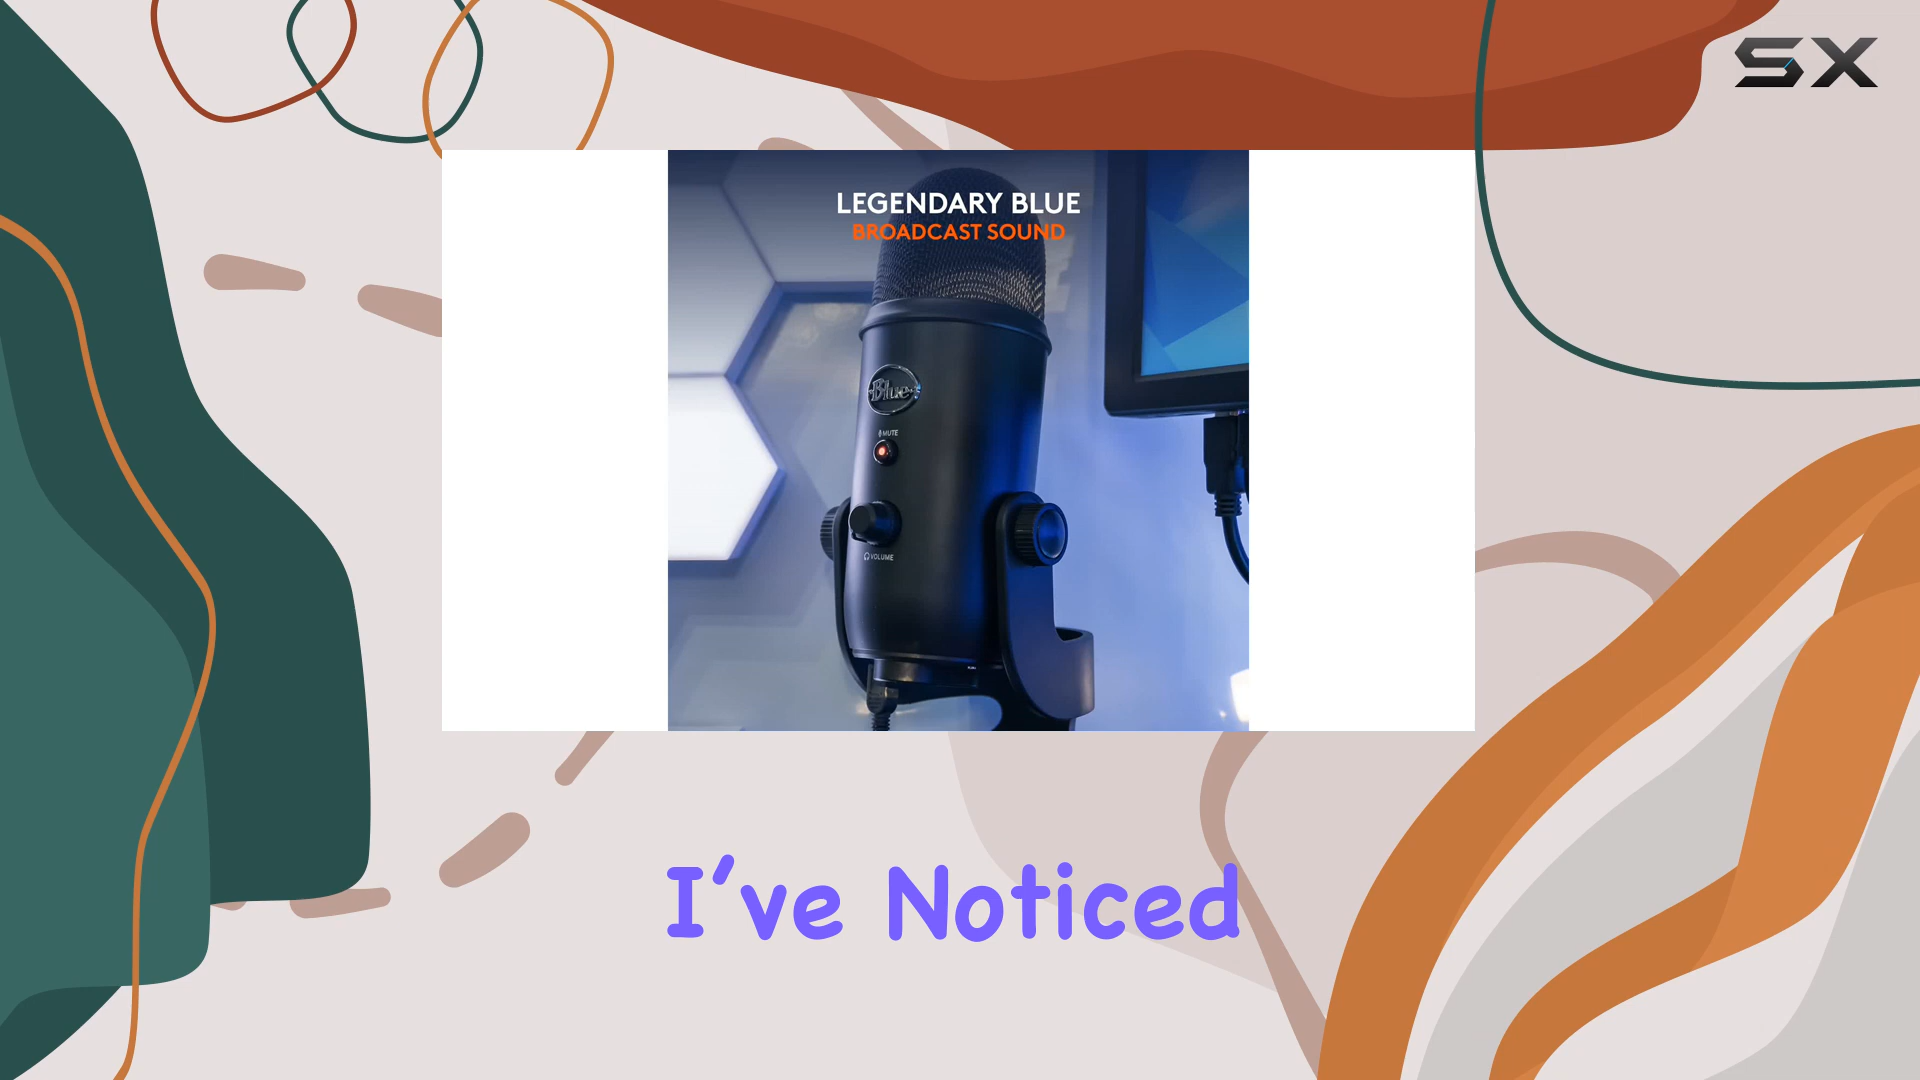 SX
LEGENDARY BLUE
BROADCAST SOUND
Blue
MUTE
VOLUME
I've Noticed